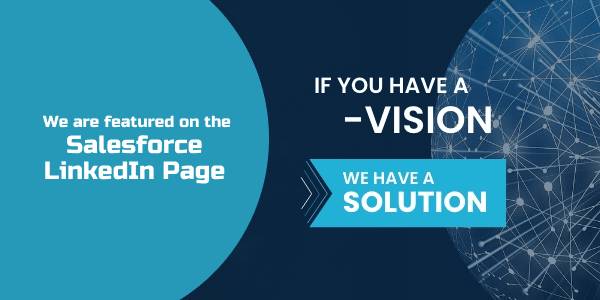 We are featured on the
Salesforce
LinkedIn Page
IF YOU HAVE A
-VISION
WE HAVE A
SOLUTION